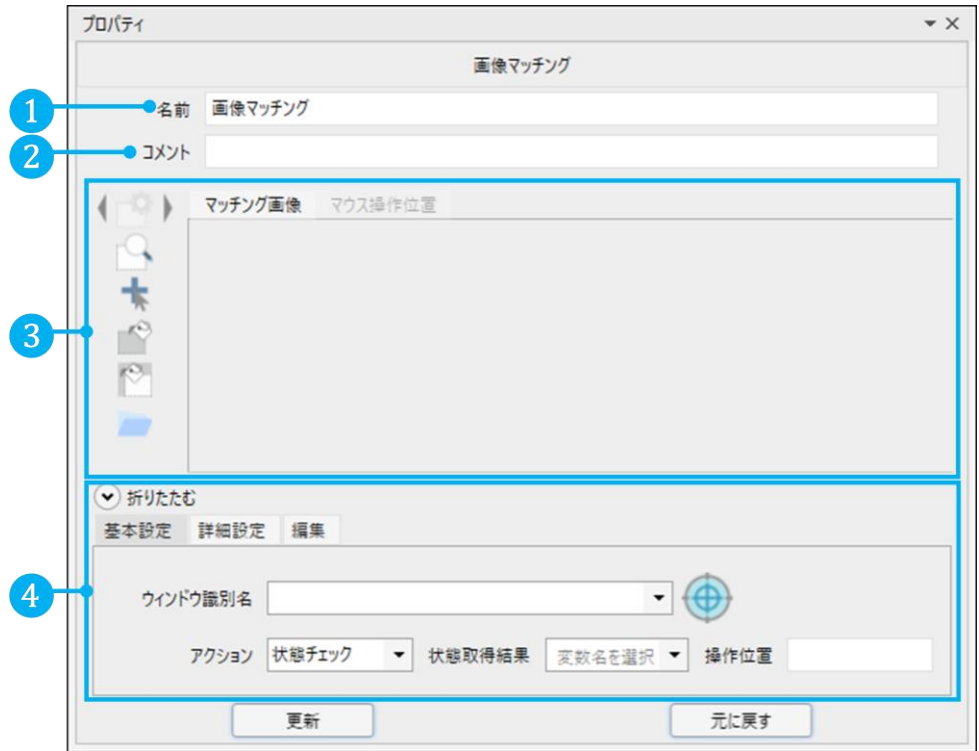 プロパティ
画像マッチング
1 名前 画像マッチング
2 コメント
3 マッチング画像 マウス操作位置
折りたたむ
基本設定 詳細設定 編集
4 ウィンドウ識別名
アクション 状態チェック 状態取得結果 変数名を選択 操作位置
更新 元に戻す